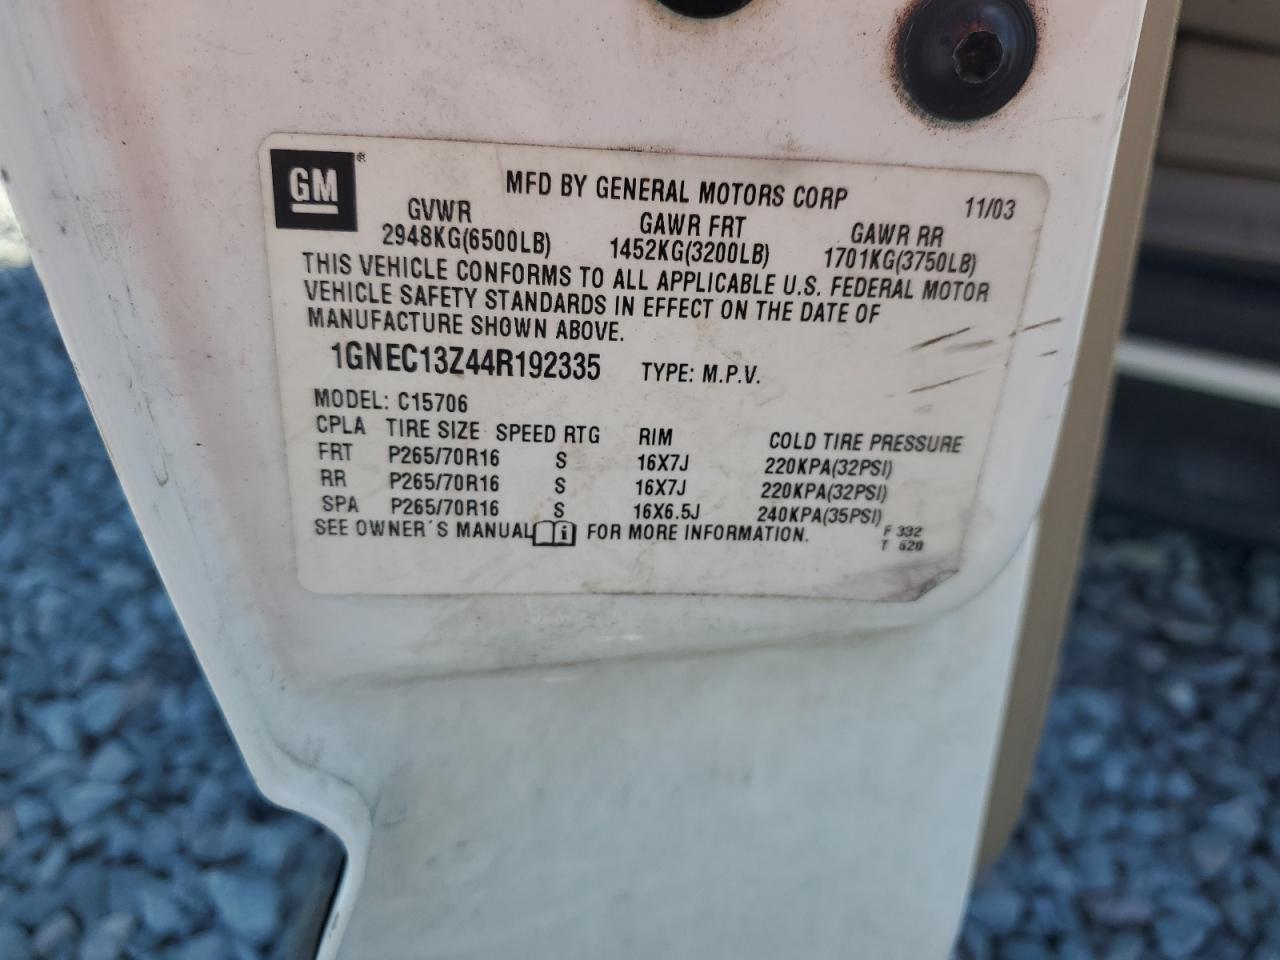 GM ®
MFD BY GENERAL MOTORS CORP 11/03
GVWR GAWR FRT GAWR RR
2948KG(6500LB) 1452KG(3200LB) 1701KG(3750LB)
THIS VEHICLE CONFORMS TO ALL APPLICABLE U.S. FEDERAL MOTOR
VEHICLE SAFETY STANDARDS IN EFFECT ON THE DATE OF
MANUFACTURE SHOWN ABOVE.
1GNEC13Z44R192335 TYPE: M.P.V.
MODEL: C15706
CPLA TIRE SIZE SPEED RTG RIM COLD TIRE PRESSURE
FRT P265/70R16 S 16X7J 220KPA(32PSI)
RR P265/70R16 S 16X7J 220KPA(32PSI)
SPA P265/70R16 S 16X6.5J 240KPA(35PSI)
SEE OWNER´S MANUAL i FOR MORE INFORMATION.
F 332
T 620